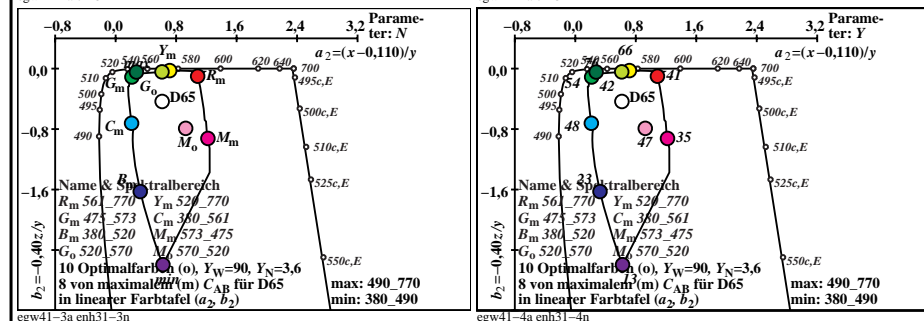 −0,8 0,0 0,8 1,6 2,4 3,2
Parame-
ter: N
a2=(x−0,110)/y
0,0
−0,8
−1,6
−2,4
b2=−0,40z/y
520 540 560 580 600 620 640 700
510
500
495
490
495c,E
500c,E
510c,E
525c,E
550c,E
Ym
Rm
Gm
Go
D65
Cm
Mo
Mm
Bm
min
Name & Spektralbereich
Rm 561_770 Ym 520_770
Gm 475_573 Cm 380_561
Bm 380_520 Mm 573_475
Go 520_570 Mo 570_520
10 Optimalfarben (o), YW=90, YN=3,6
8 von maximalem (m) CAB für D65
in linearer Farbtafel (a2, b2)
max: 490_770
min: 380_490
egw41-3a enh31-3n
−0,8 0,0 0,8 1,6 2,4 3,2
Parame-
ter: Y
a2=(x−0,110)/y
0,0
−0,8
−1,6
−2,4
b2=−0,40z/y
520 560 580 600 620 640 700
510
500
495
490
495c,E
500c,E
510c,E
525c,E
550c,E
66
41
54
42
D65
48
47
35
23
13
Name & Spektralbereich
Rm 561_770 Ym 520_770
Gm 475_573 Cm 380_561
Bm 380_520 Mm 573_475
Go 520_570 Mo 570_520
10 Optimalfarben (o), YW=90, YN=3,6
8 von maximalem (m) CAB für D65
in linearer Farbtafel (a2, b2)
max: 490_770
min: 380_490
egw41-4a enh31-4n